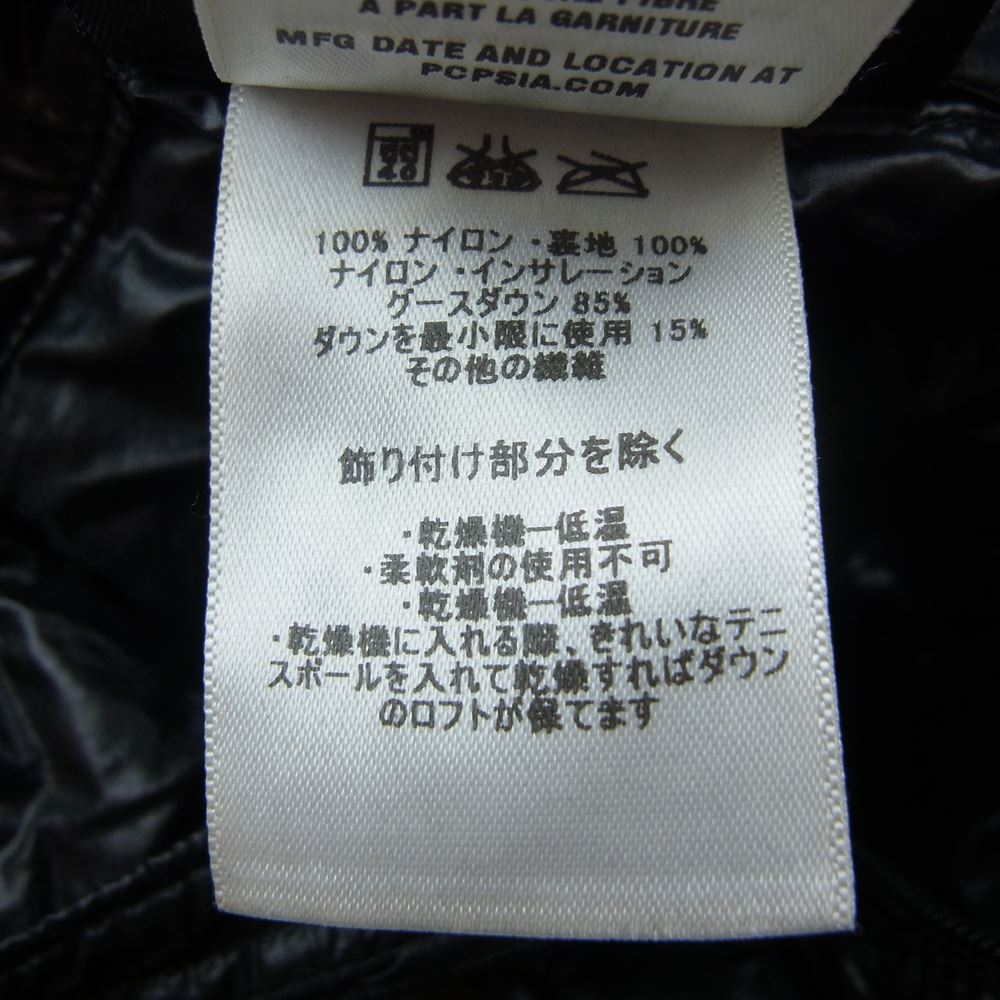 FIBRE
A PART LA GARNITURE
MFG DATE AND LOCATION AT
PCPSIA.COM
100% ナイロン ・裏地 100%
ナイロン ・インサレーション
グースダウン 85%
ダウンを最小限に使用 15%
その他の繊維
飾り付け部分を除く
・乾燥機ー低温
・柔軟剤の使用不可
・乾燥機ー低温
・乾燥機に入れる際、きれいなテニ
スボールを入れて乾燥すればダウン
のロフトが保てます